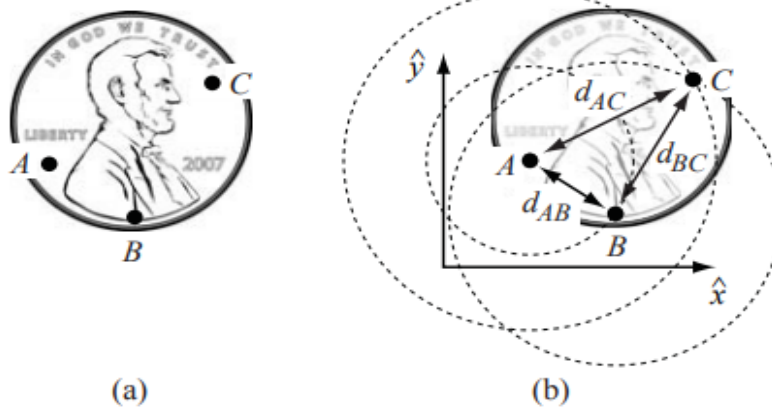 IN GOD WE TRUST
C
LIBERTY
A
2007
B
(a)
ŷ
C
d_AC
A
d_BC
d_AB
B
x̂
(b)